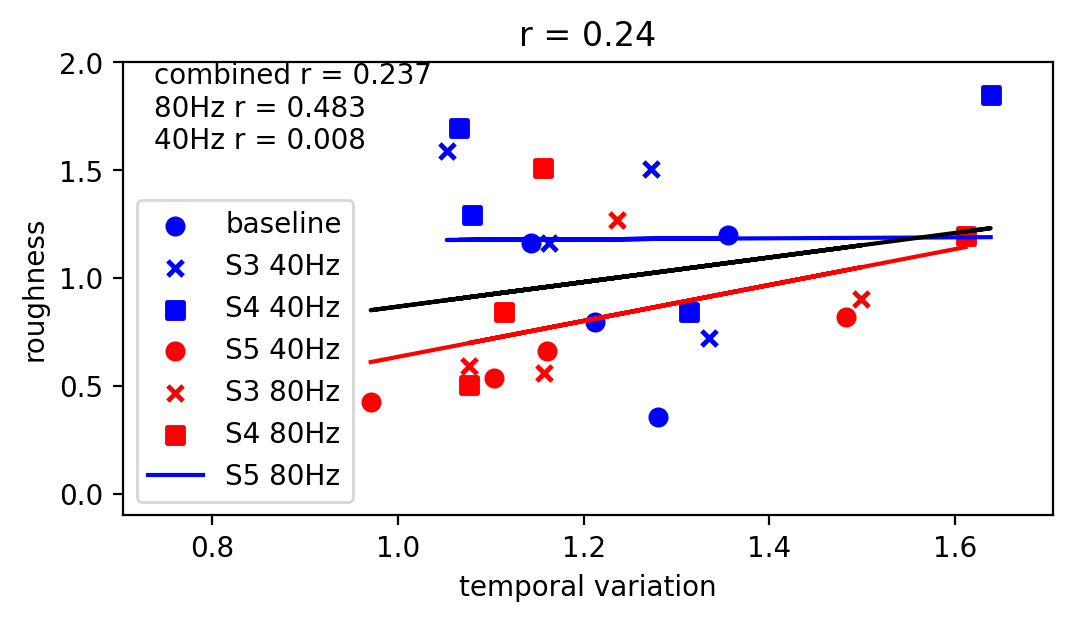 r = 0.24
combined r = 0.237
80Hz r = 0.483
40Hz r = 0.008
baseline
S3 40Hz
S4 40Hz
S5 40Hz
S3 80Hz
S4 80Hz
S5 80Hz
2.0
1.5
1.0
0.5
0.0
roughness
0.8 1.0 1.2 1.4 1.6
temporal variation